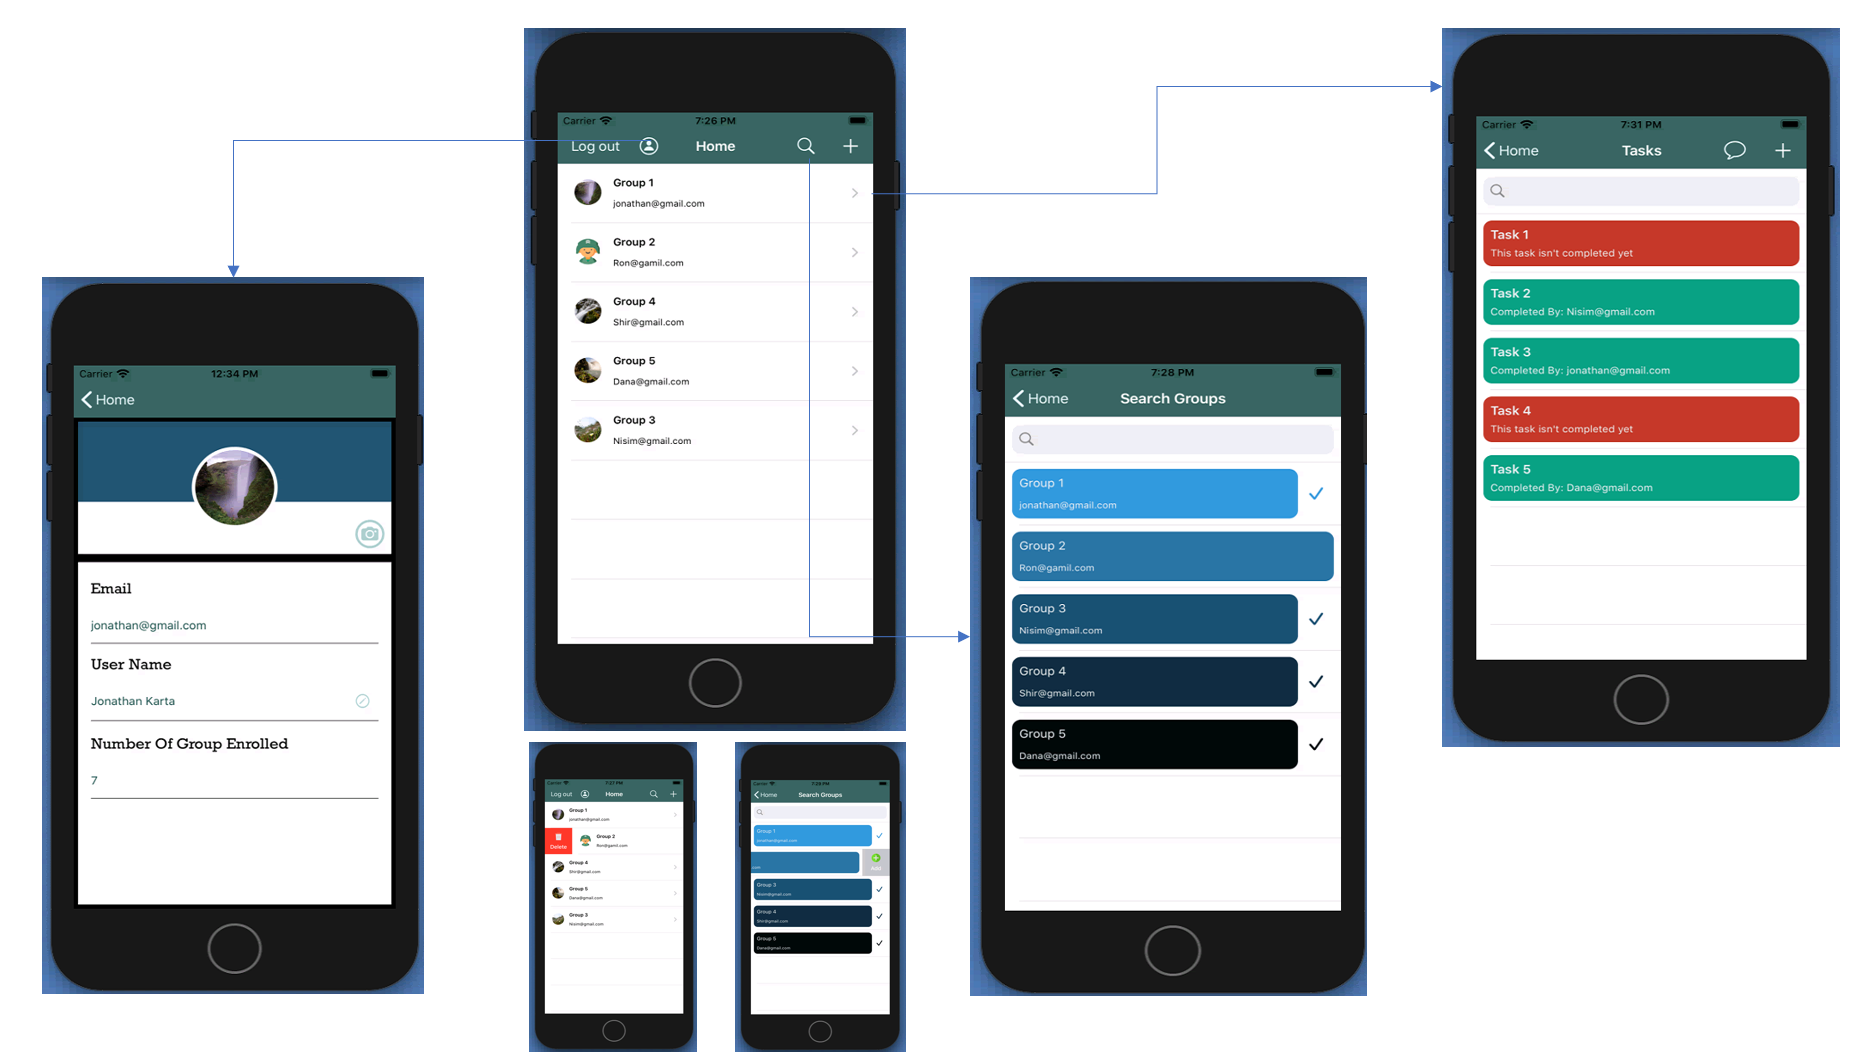 Carrier 7:26 PM
Log out Home
Group 1
jonathan@gmail.com
Group 2
Ron@gamil.com
Group 4
Shir@gmail.com
Group 5
Dana@gmail.com
Group 3
Nisim@gmail.com
Carrier 7:31 PM
Home Tasks
Task 1
This task isn't completed yet
Task 2
Completed By: Nisim@gmail.com
Task 3
Completed By: jonathan@gmail.com
Task 4
This task isn't completed yet
Task 5
Completed By: Dana@gmail.com
Carrier 12:34 PM
Home
Email
jonathan@gmail.com
User Name
Jonathan Karta
Number Of Group Enrolled
7
Carrier 7:28 PM
Home Search Groups
Group 1
jonathan@gmail.com
Group 2
Ron@gamil.com
Group 3
Nisim@gmail.com
Group 4
Shir@gmail.com
Group 5
Dana@gmail.com
Carrier 7:27 PM
Log out Home
Group 1
jonathan@gmail.com
Delete
Group 2
Ron@gamil.com
Group 4
Shir@gmail.com
Group 5
Dana@gmail.com
Group 3
Nisim@gmail.com
Carrier 7:28 PM
Home Search Groups
Group 1
jonathan@gmail.com
Add
Group 3
Nisim@gmail.com
Group 4
Shir@gmail.com
Group 5
Dana@gmail.com